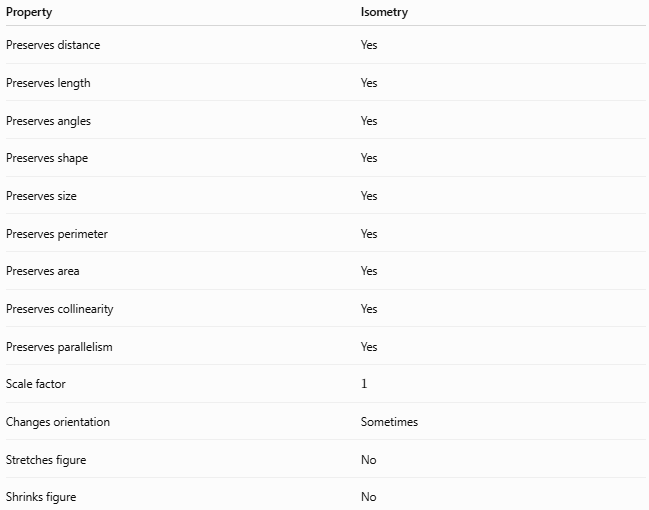 Property Isometry
Preserves distance Yes
Preserves length Yes
Preserves angles Yes
Preserves shape Yes
Preserves size Yes
Preserves perimeter Yes
Preserves area Yes
Preserves collinearity Yes
Preserves parallelism Yes
Scale factor 1
Changes orientation Sometimes
Stretches figure No
Shrinks figure No